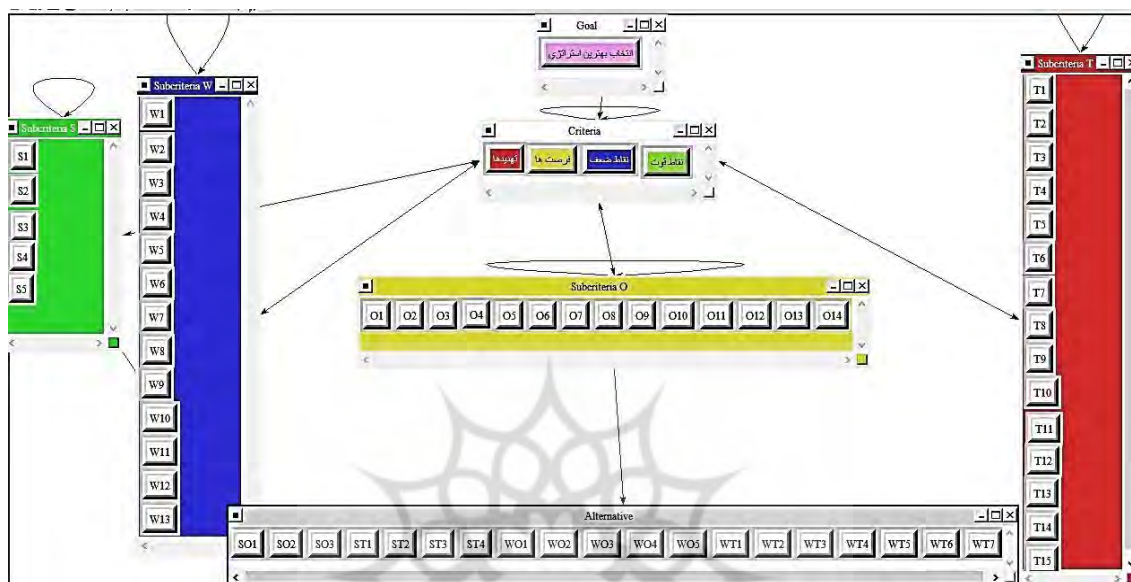 Goal
انتخاب بهترین استراتژی
Criteria
تهدیدها
فرصت ها
نقاط ضعف
نقاط قوت
Subcriteria S
S1
S2
S3
S4
S5
Subcriteria W
W1
W2
W3
W4
W5
W6
W7
W8
W9
W10
W11
W12
W13
Subcriteria O
O1 O2 O3 O4 O5 O6 O7 O8 O9 O10 O11 O12 O13 O14
Subcriteria T
T1
T2
T3
T4
T5
T6
T7
T8
T9
T10
T11
T12
T13
T14
T15
Alternative
SO1 SO2 SO3 ST1 ST2 ST3 ST4 WO1 WO2 WO3 WO4 WO5 WT1 WT2 WT3 WT4 WT5 WT6 WT7